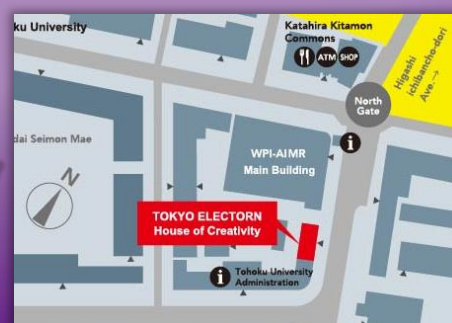 ku University
Katahira Kitamon
Commons
ATM
SHOP
Higashi
ichibancho-dori
Ave. →
North
Gate
i
dai Seimon Mae
WPI-AIMR
Main Building
N
TOKYO ELECTORN
House of Creativity
i
Tohoku University
Administration